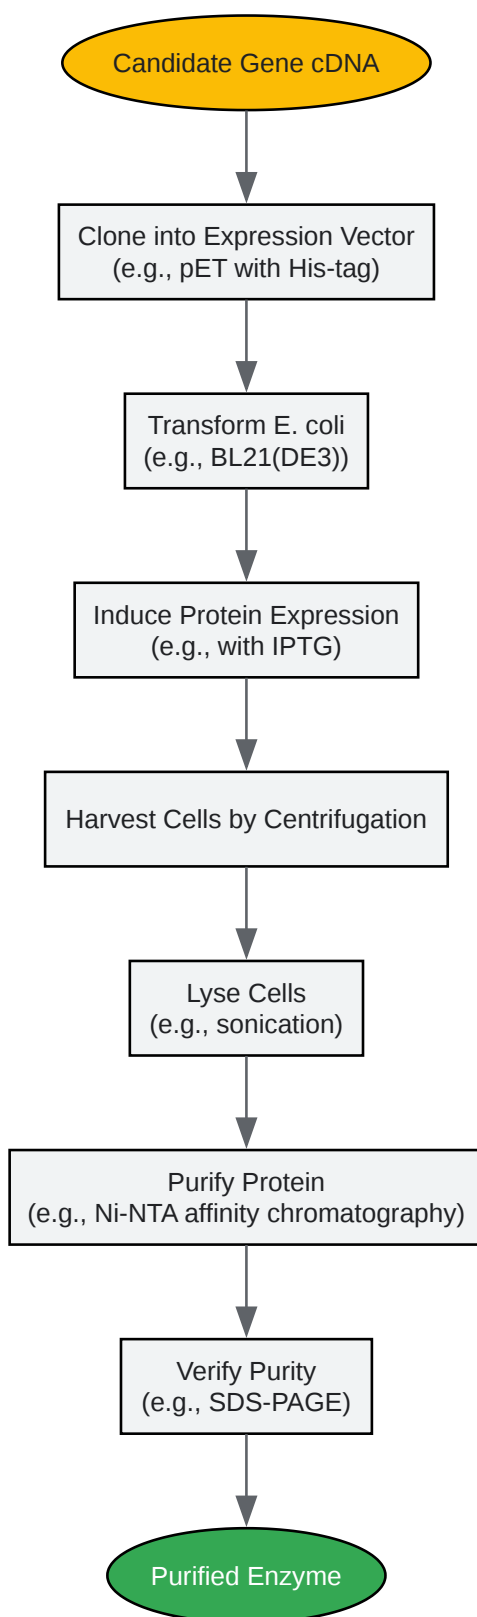 Candidate Gene cDNA
Clone into Expression Vector
(e.g., pET with His-tag)
Transform E. coli
(e.g., BL21(DE3))
Induce Protein Expression
(e.g., with IPTG)
Harvest Cells by Centrifugation
Lyse Cells
(e.g., sonication)
Purify Protein
(e.g., Ni-NTA affinity chromatography)
Verify Purity
(e.g., SDS-PAGE)
Purified Enzyme